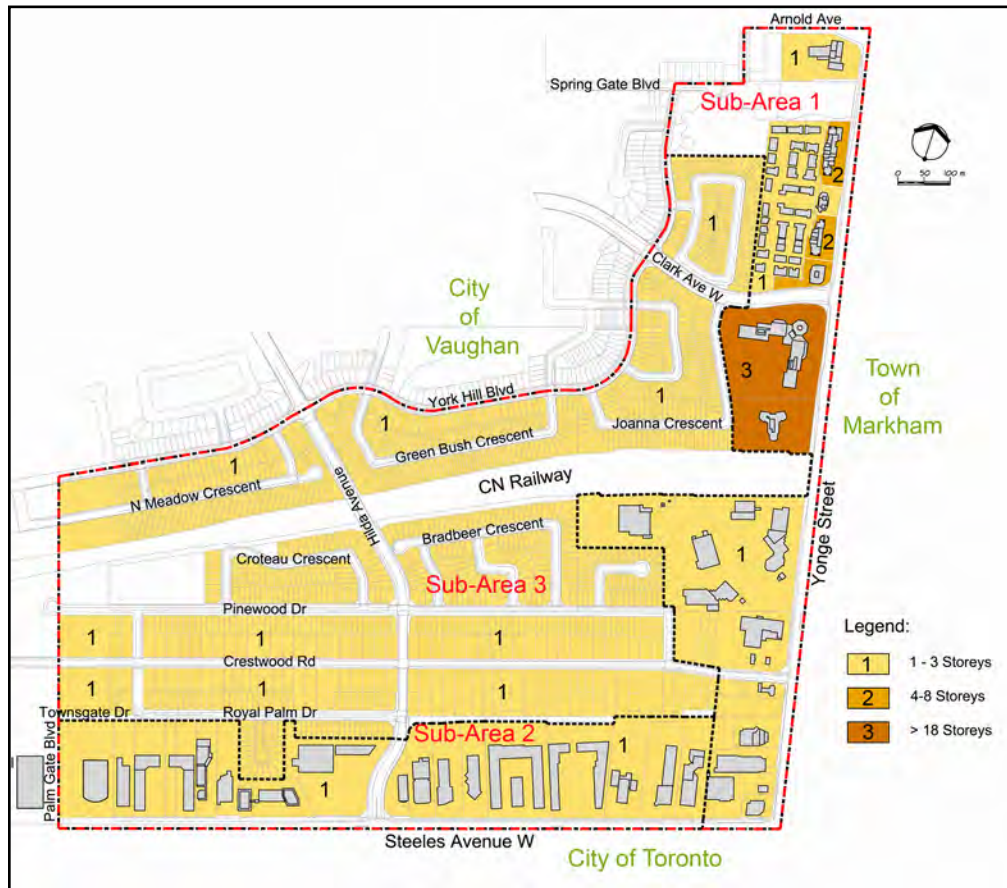 Arnold Ave
1
Spring Gate Blvd
Sub-Area 1
0 50 100 m
2
1
2
Clark Ave W
1
City
of
Vaughan
3
Town
of
Markham
York Hill Blvd
1
1
Joanna Crescent
Green Bush Crescent
1
N Meadow Crescent
CN Railway
Hilda Avenue
Bradbeer Crescent
1
Yonge Street
Croteau Crescent
Sub-Area 3
Pinewood Dr
Legend:
1 1 - 3 Storeys
2 4-8 Storeys
3 > 18 Storeys
1 1 1
Crestwood Rd
1 1 1
Townsgate Dr Royal Palm Dr
Sub-Area 2
1
Palm Gate Blvd
1
Steeles Avenue W
City of Toronto